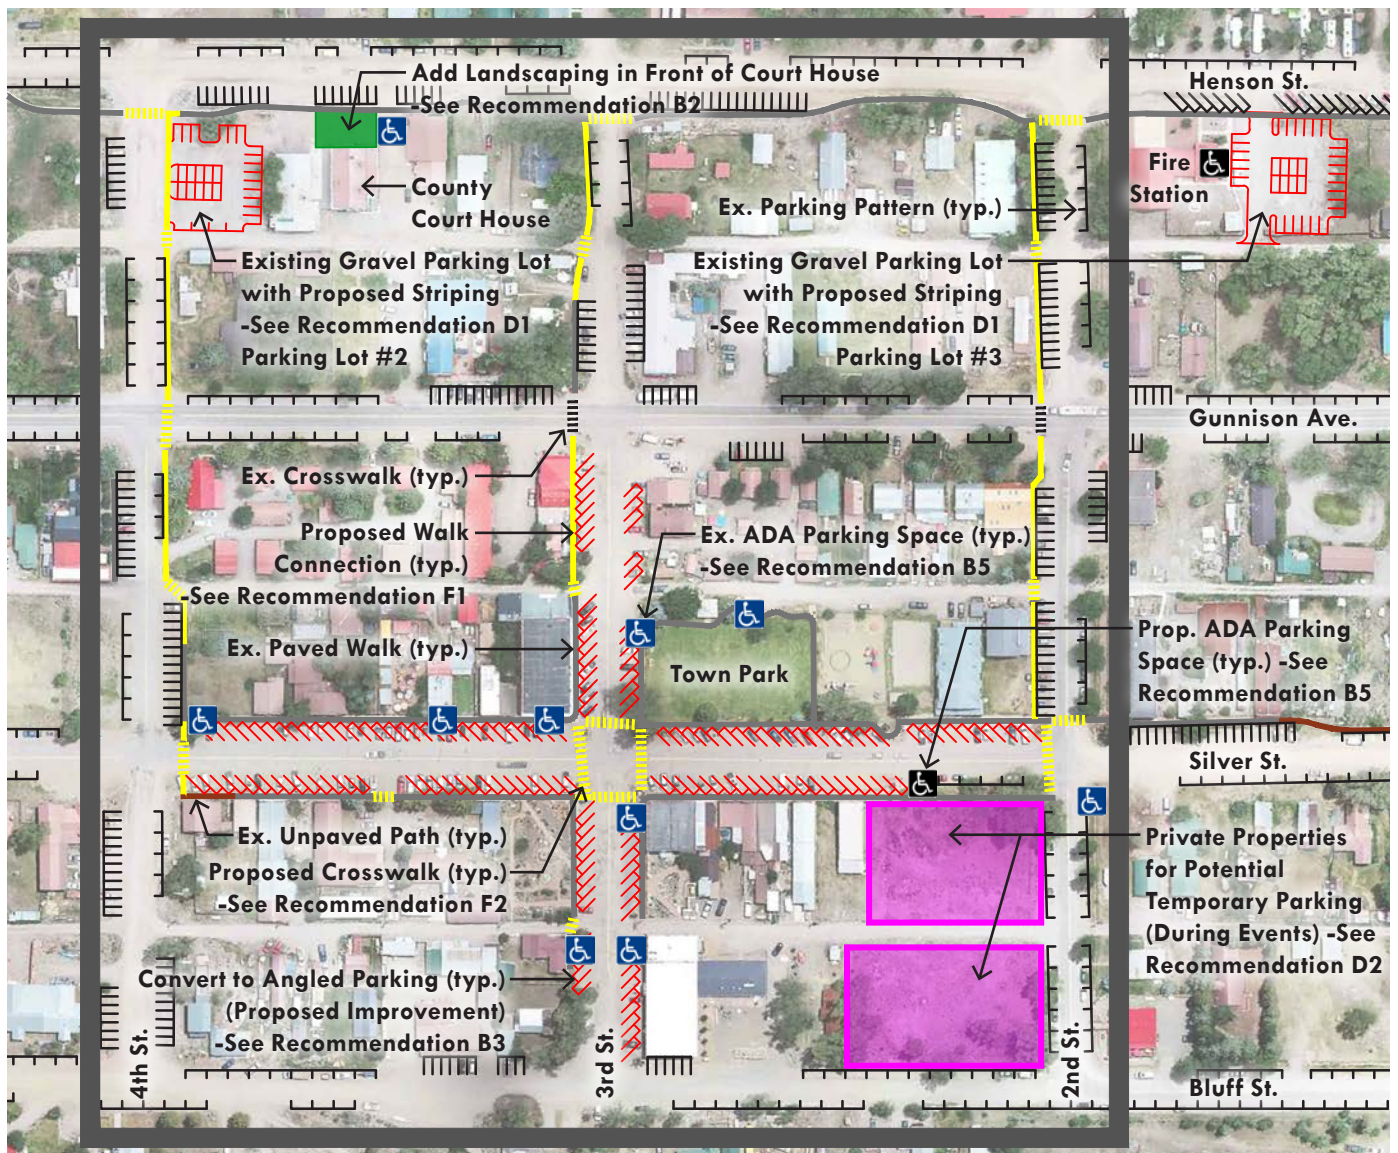 Add Landscaping in Front of Court House
-See Recommendation B2
Henson St.
County
Court House
Fire
Station
Ex. Parking Pattern (typ.)
Existing Gravel Parking Lot
with Proposed Striping
-See Recommendation D1
Parking Lot #2
Existing Gravel Parking Lot
with Proposed Striping
-See Recommendation D1
Parking Lot #3
Gunnison Ave.
Ex. Crosswalk (typ.)
Proposed Walk
Connection (typ.)
-See Recommendation F1
Ex. ADA Parking Space (typ.)
-See Recommendation B5
Ex. Paved Walk (typ.)
Town Park
Prop. ADA Parking
Space (typ.) -See
Recommendation B5
Silver St.
Ex. Unpaved Path (typ.)
Proposed Crosswalk (typ.)
-See Recommendation F2
Private Properties
for Potential
Temporary Parking
(During Events) -See
Recommendation D2
Convert to Angled Parking (typ.)
(Proposed Improvement)
-See Recommendation B3
4th St.
3rd St.
2nd St.
Bluff St.